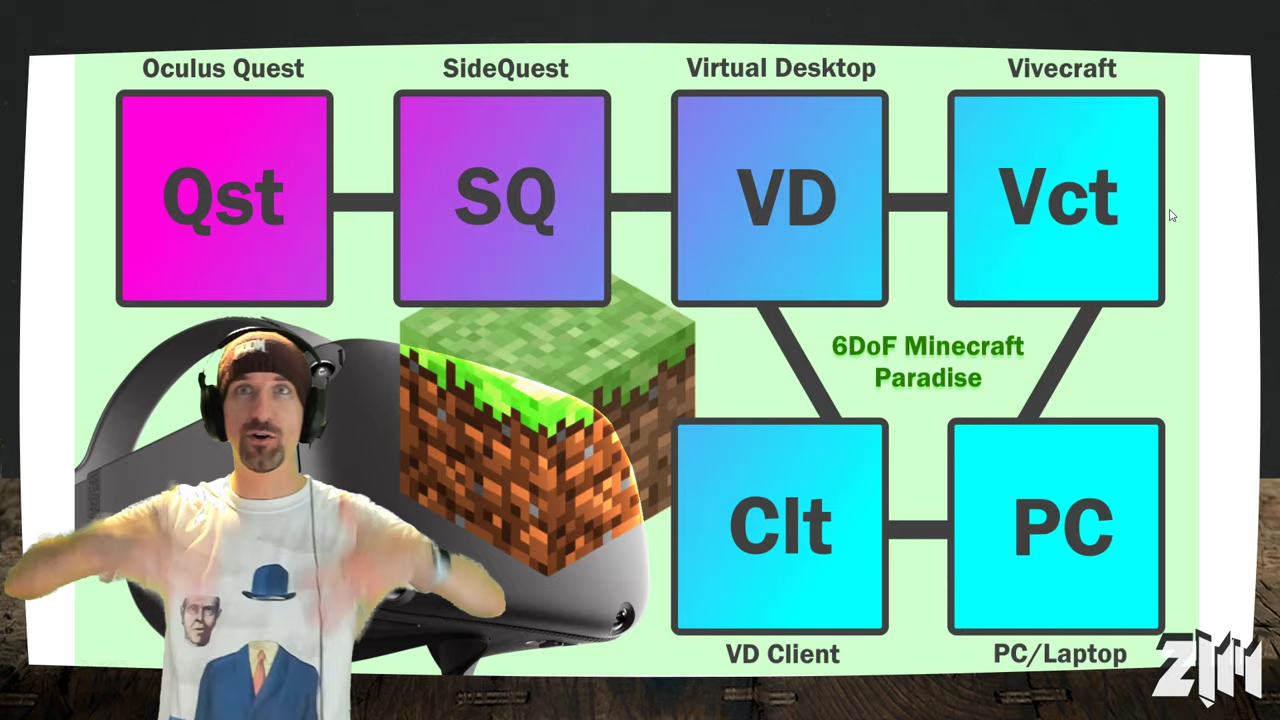 Oculus Quest
SideQuest
Virtual Desktop
Vivecraft
Qst
SQ
VD
Vct
6DoF Minecraft
Paradise
Clt
PC
VD Client
PC/Laptop